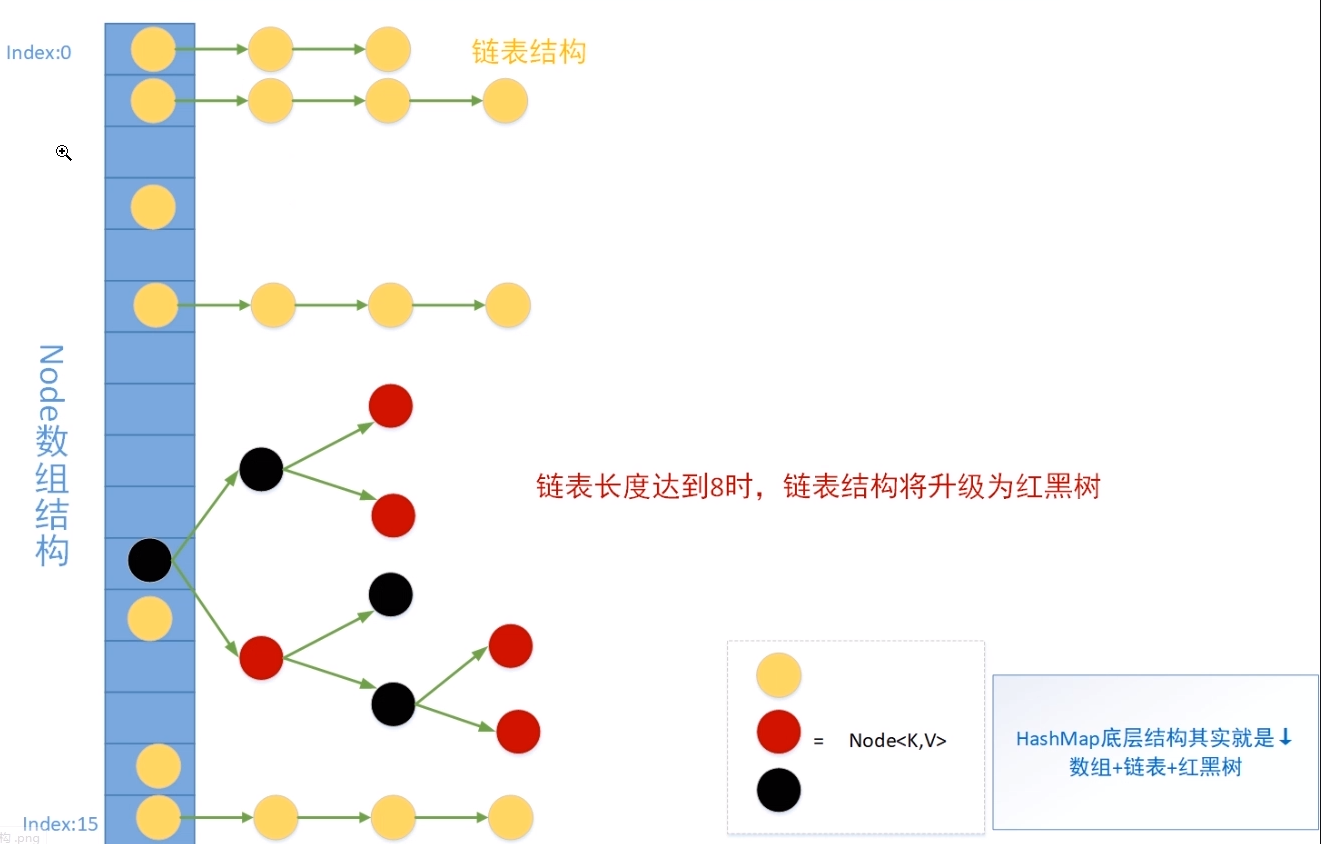 Index:0
链表结构
Node数组结构
链表长度达到8时，链表结构将升级为红黑树
= Node<K,V>
HashMap底层结构其实就是↓
数组+链表+红黑树
Index:15
构.png